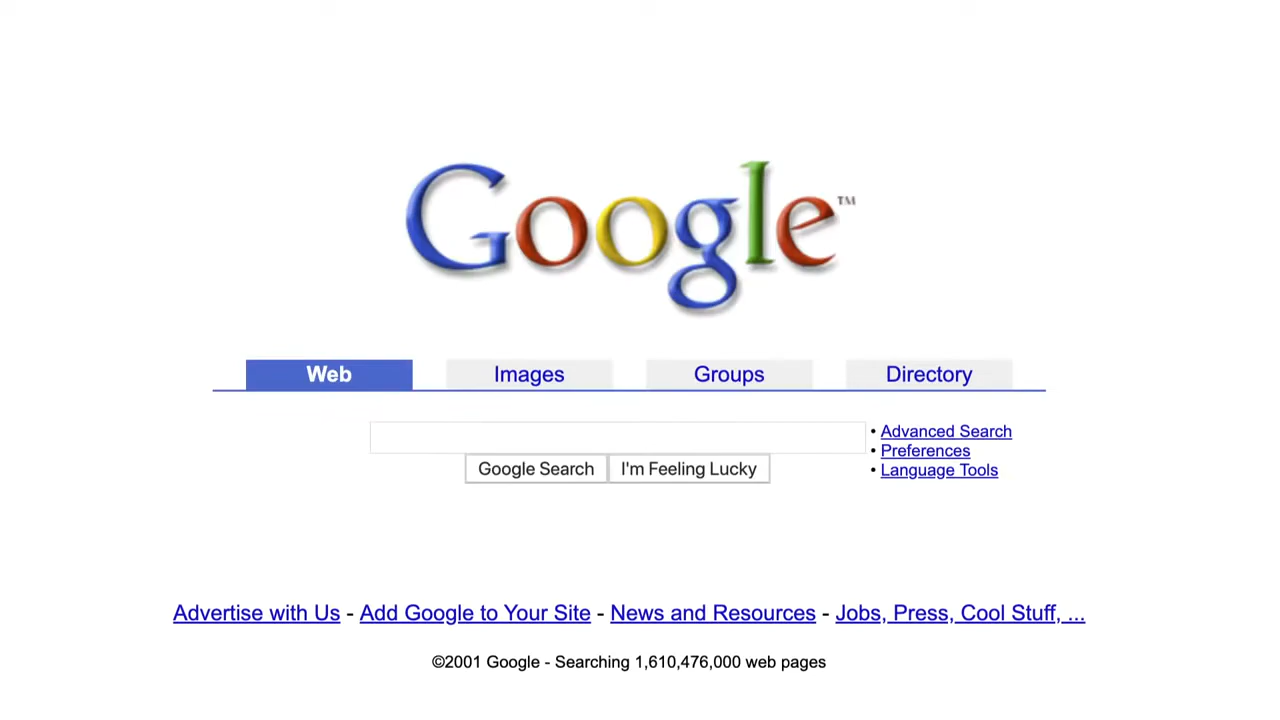 Google™
Web Images Groups Directory
• Advanced Search
• Preferences
• Language Tools
Google Search I'm Feeling Lucky
Advertise with Us - Add Google to Your Site - News and Resources - Jobs, Press, Cool Stuff, ...
©2001 Google - Searching 1,610,476,000 web pages